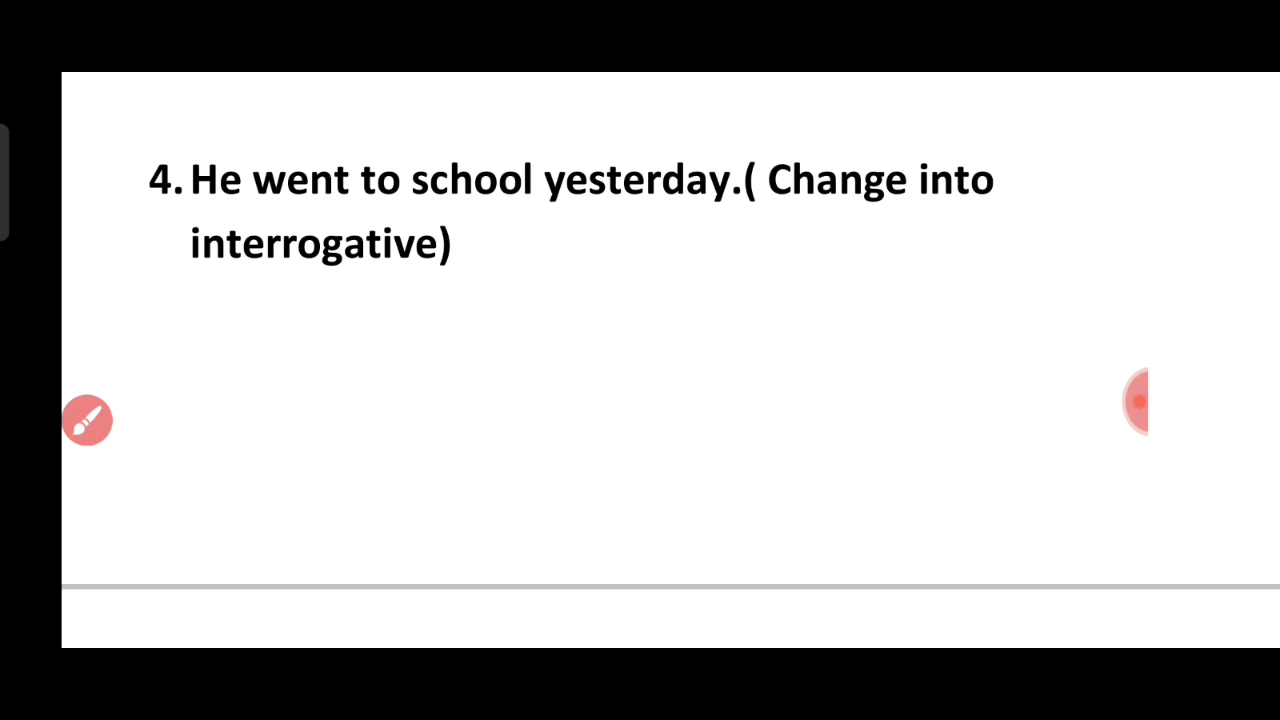 4. He went to school yesterday.( Change into
interrogative)